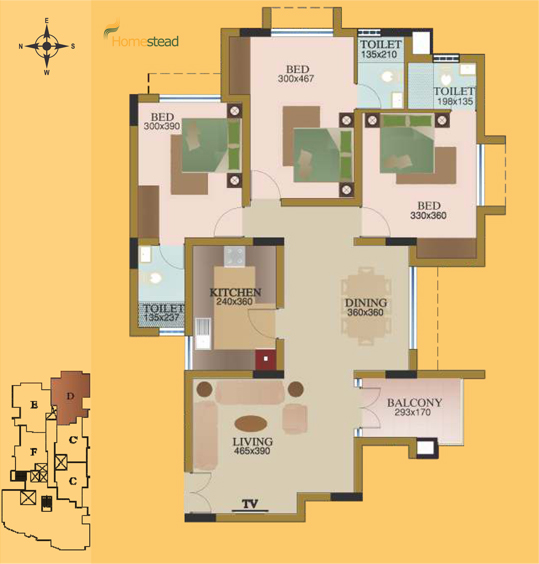 E
N S
W
Homestead
TOILET
135x210
BED
300x467
TOILET
198x135
BED
300x390
BED
330x360
KITCHEN
240x360
TOILET
135x237
DINING
360x360
BALCONY
293x170
LIVING
465x390
TV
D
E
C
F
C